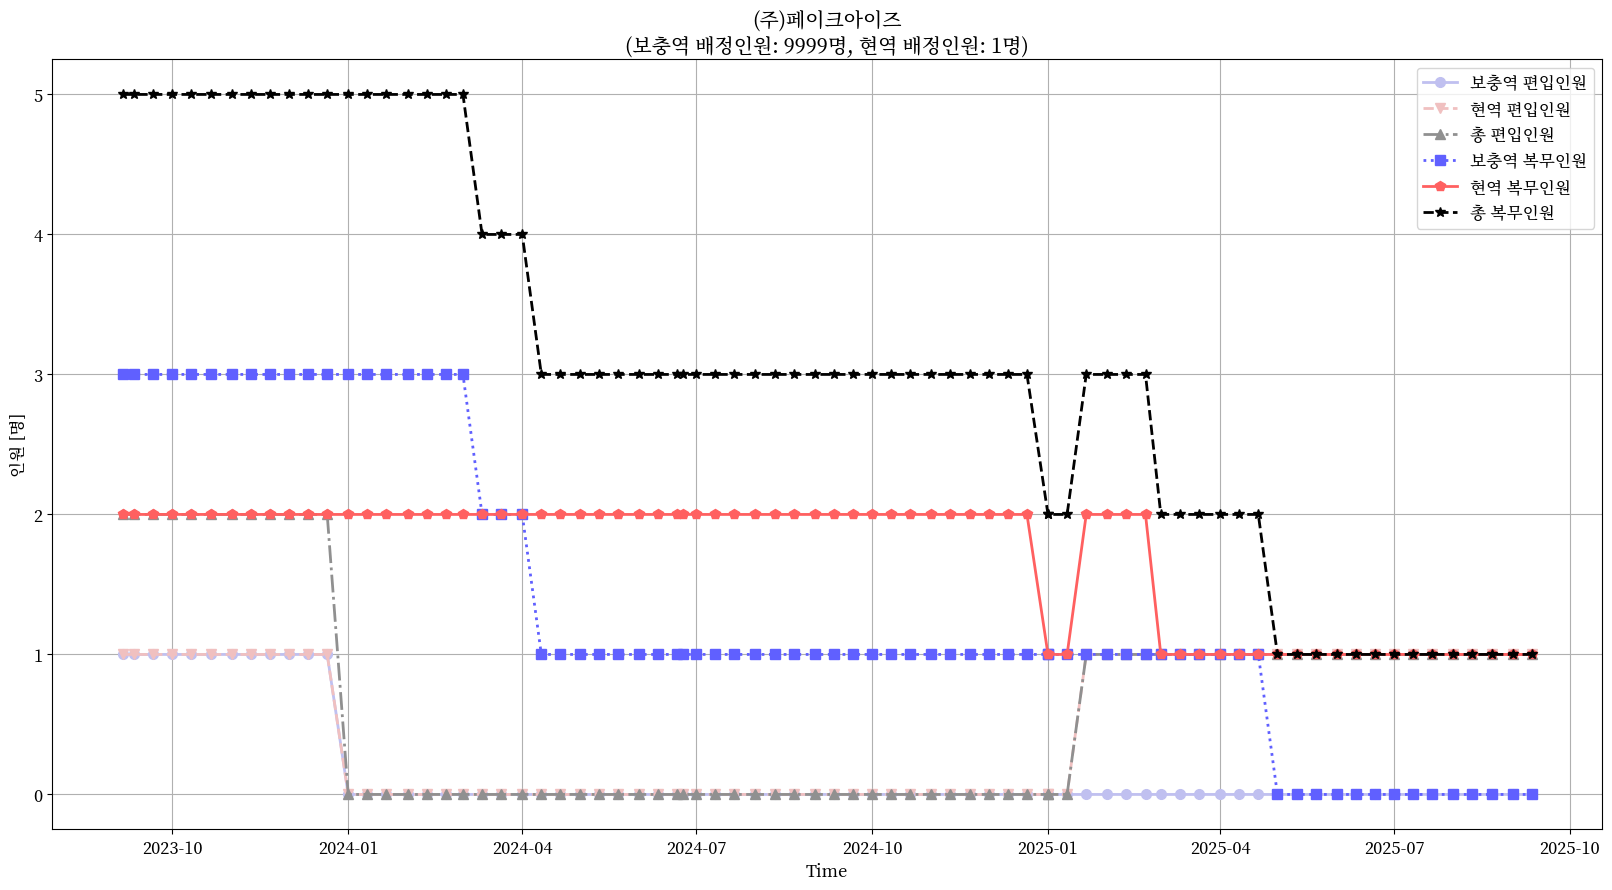 (주)페이크아이즈
(보충역 배정인원: 9999명, 현역 배정인원: 1명)
보충역 편입인원
현역 편입인원
총 편입인원
보충역 복무인원
현역 복무인원
총 복무인원
인원 [명]
5
4
3
2
1
0
2023-10
2024-01
2024-04
2024-07
2024-10
2025-01
2025-04
2025-07
2025-10
Time